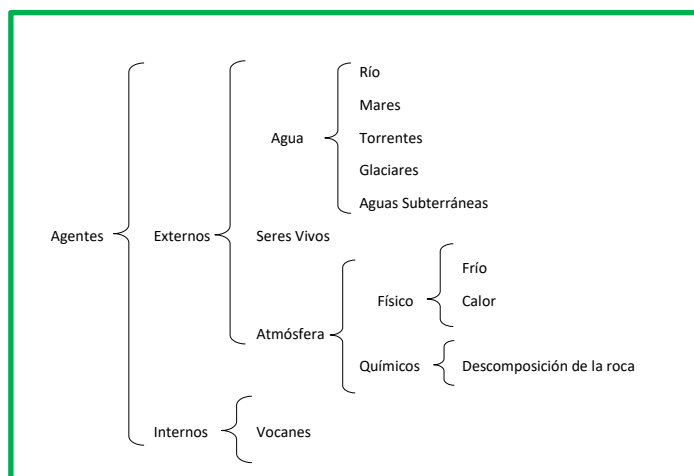 Río
Mares
Agua
Torrentes
Glaciares
Aguas Subterráneas
Agentes
Externos
Seres Vivos
Frío
Físico
Calor
Atmósfera
Químicos
Descomposición de la roca
Internos
Vocanes